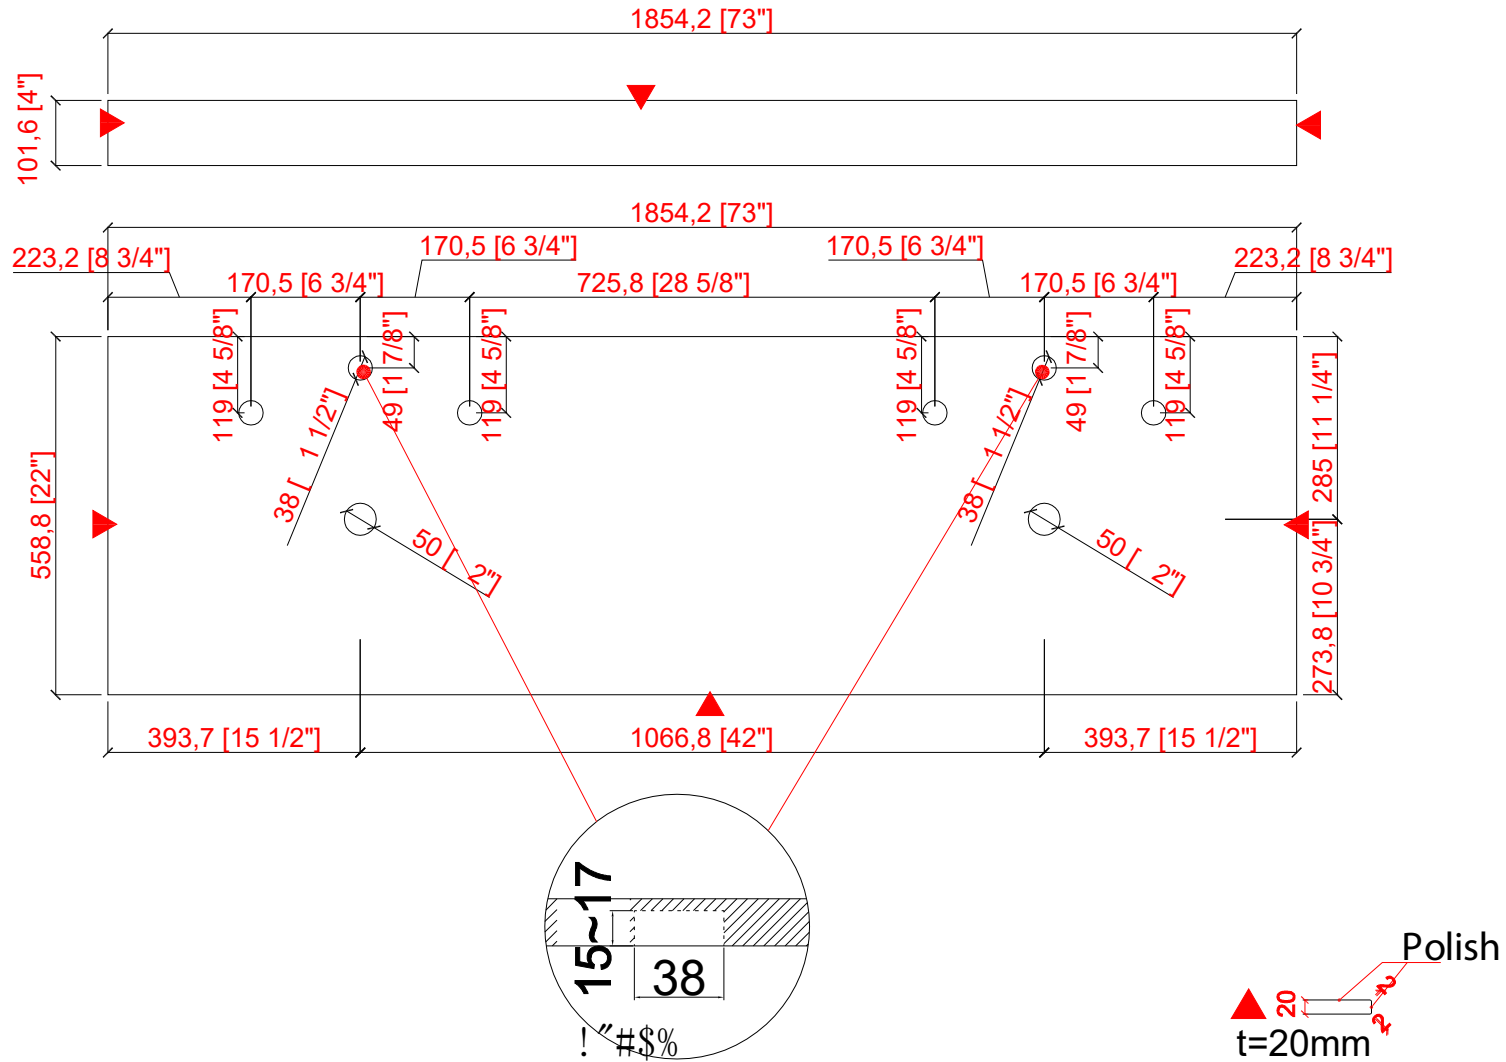 1854,2 [73"]
101,6 [4"]
1854,2 [73"]
223,2 [8 3/4"]
170,5 [6 3/4"]
170,5 [6 3/4"]
223,2 [8 3/4"]
170,5 [6 3/4"]
725,8 [28 5/8"]
170,5 [6 3/4"]
119 [4 5/8"]
49 [1 7/8"]
119 [4 5/8"]
119 [4 5/8"]
49 [1 7/8"]
119 [4 5/8"]
38 [ 1 1/2"]
38 [ 1 1/2"]
285 [11 1/4"]
558,8 [22"]
50 [ 2"]
50 [ 2"]
273,8 [10 3/4"]
393,7 [15 1/2"]
1066,8 [42"]
393,7 [15 1/2"]
15~17
38
!"#$%
Polish
20
2
2
t=20mm